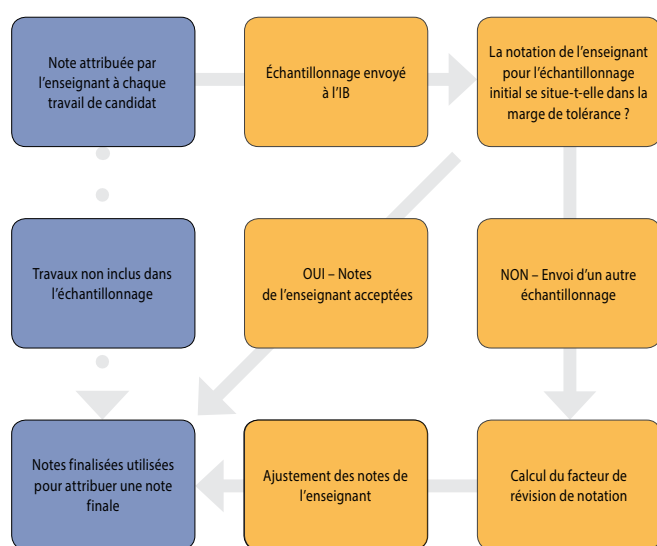 Note attribuée par
l'enseignant à chaque
travail de candidat
Échantillonnage envoyé
à l'IB
La notation de l'enseignant
pour l'échantillonnage
initial se situe-t-elle dans la
marge de tolérance ?
Travaux non inclus dans
l'échantillonnage
OUI – Notes
de l'enseignant acceptées
NON – Envoi d'un autre
échantillonnage
Notes finalisées utilisées
pour attribuer une note
finale
Ajustement des notes de
l'enseignant
Calcul du facteur de
révision de notation